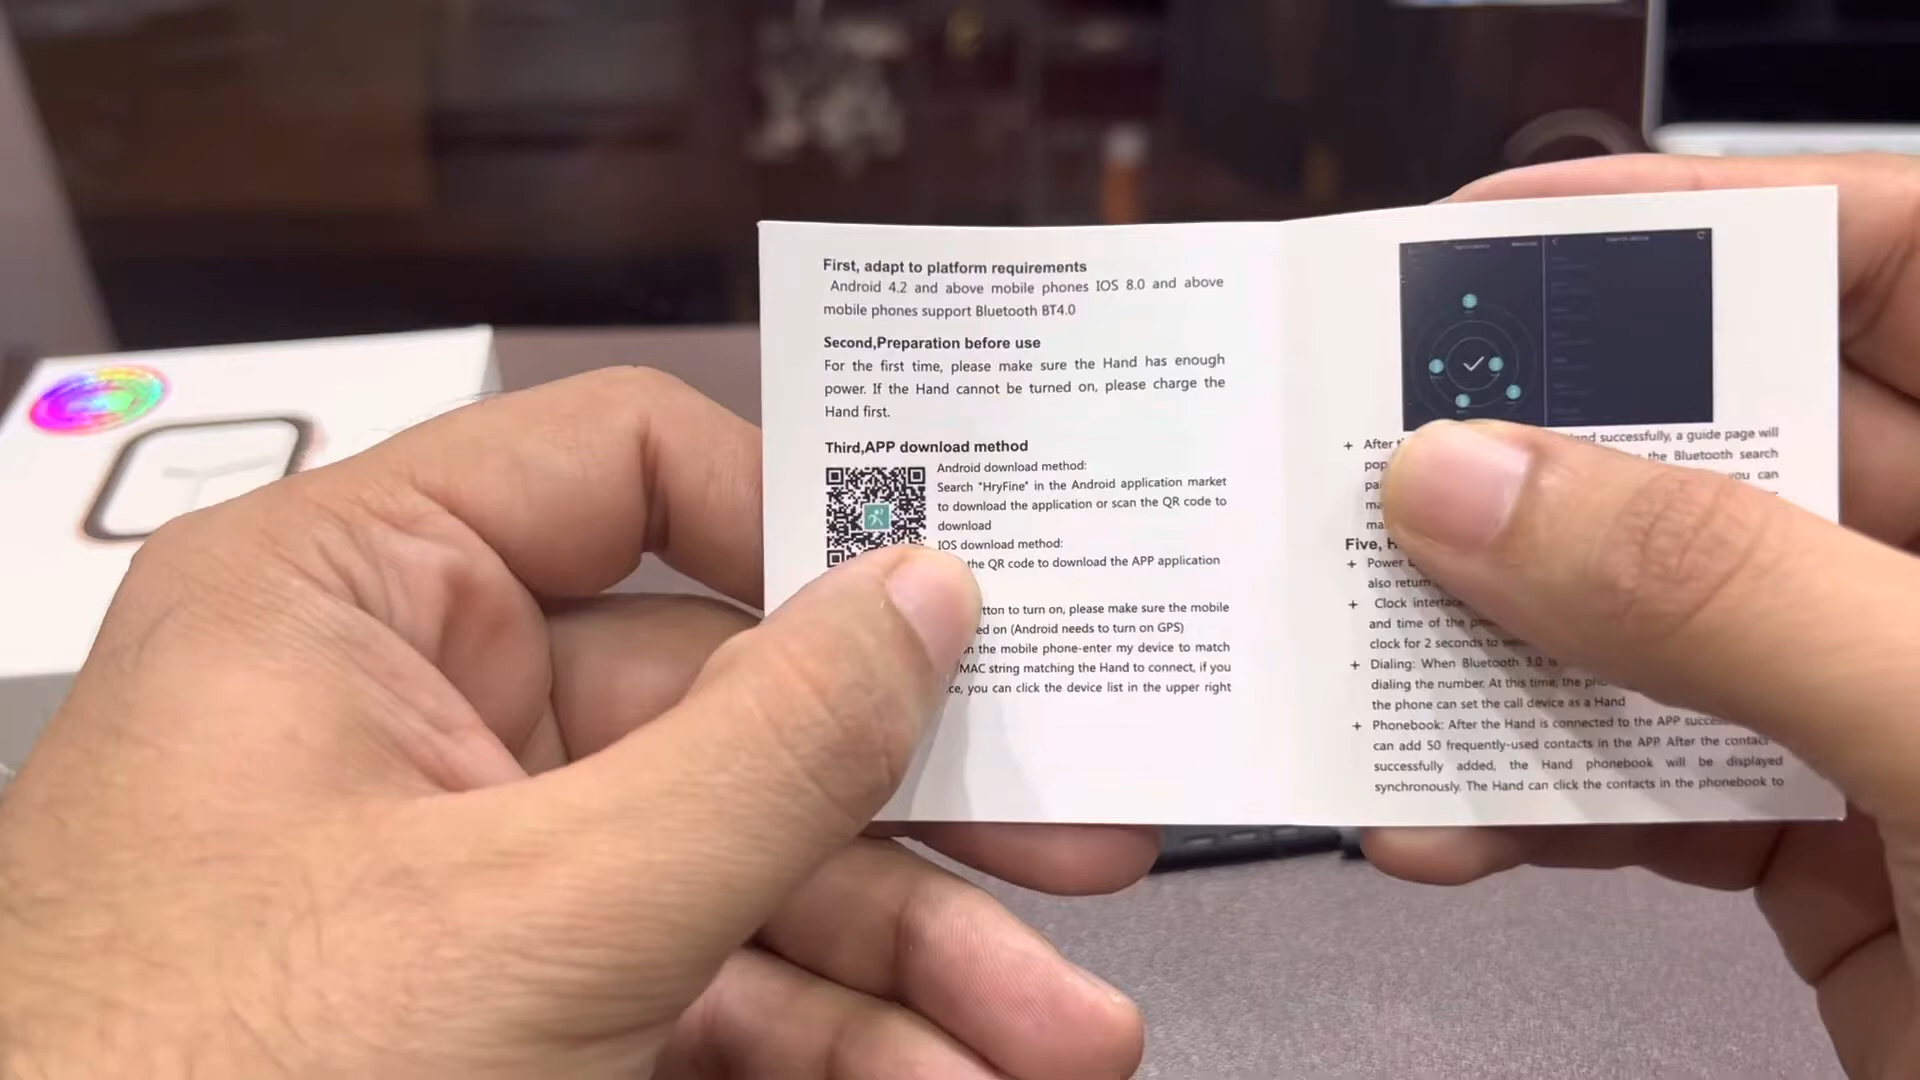 First, adapt to platform requirements
Android 4.2 and above mobile phones IOS 8.0 and above
mobile phones support Bluetooth BT4.0
Second,Preparation before use
For the first time, please make sure the Hand has enough
power. If the Hand cannot be turned on, please charge the
Hand first.
Third,APP download method
Android download method:
Search "HryFine" in the Android application market
to download the application or scan the QR code to
download
IOS download method:
the QR code to download the APP application
to turn on, please make sure the mobile
on (Android needs to turn on GPS)
the mobile phone-enter my device to match
MAC string matching the Hand to connect, if you
you can click the device list in the upper right
+ After successfully, a guide page will
the Bluetooth search
you can
Five,
+ Power
also return
+ Clock interface
and time of the
clock for 2 seconds to
+ Dialing: When Bluetooth 3.0 is
dialing the number. At this time, the
the phone can set the call device as a Hand
+ Phonebook: After the Hand is connected to the APP
can add 50 frequently-used contacts in the APP. After the
successfully added, the Hand phonebook will be displayed
synchronously. The Hand can click the contacts in the phonebook to